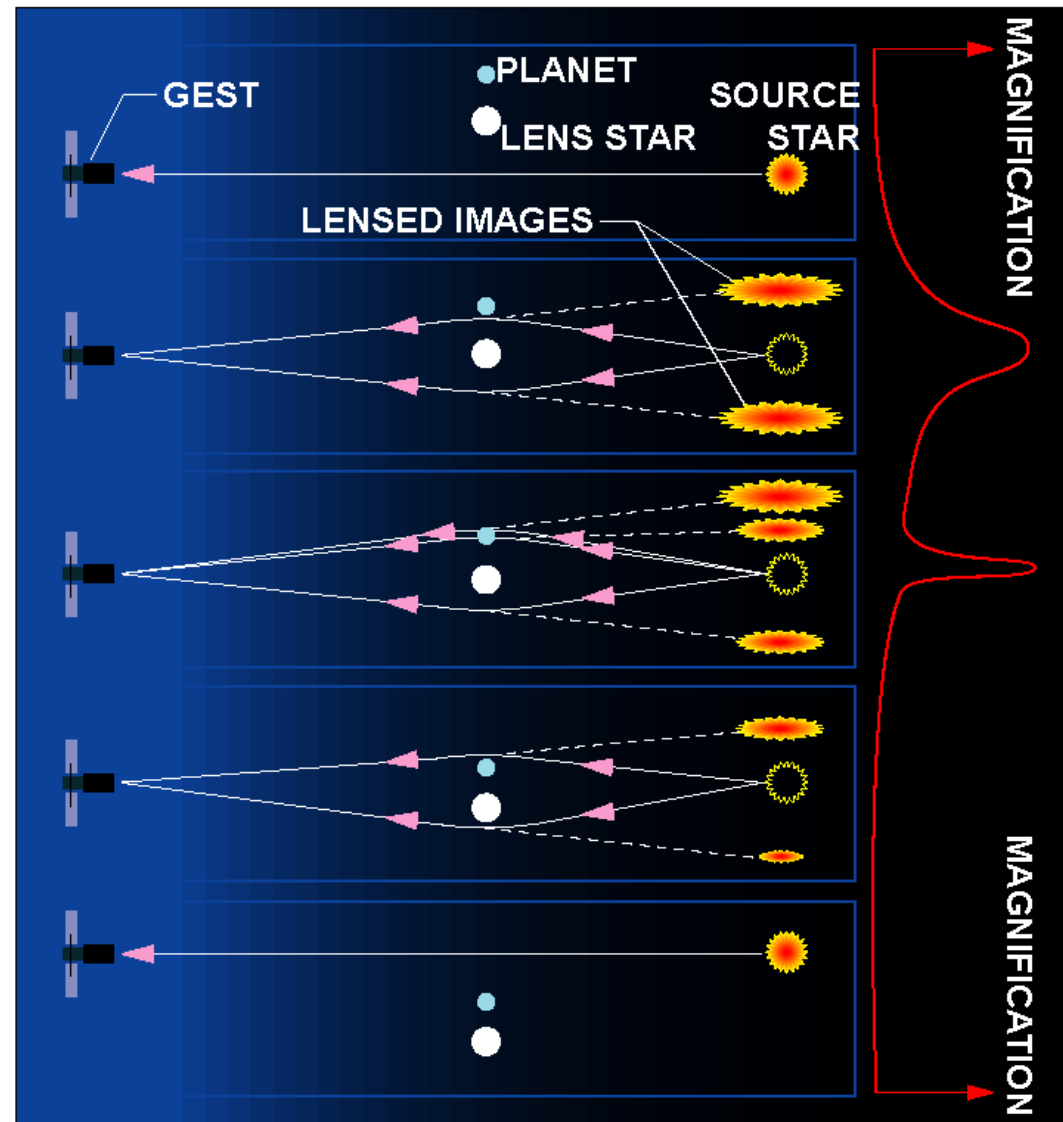 PLANET
GEST
SOURCE
STAR
LENS STAR
LENSED IMAGES
MAGNIFICATION
MAGNIFICATION